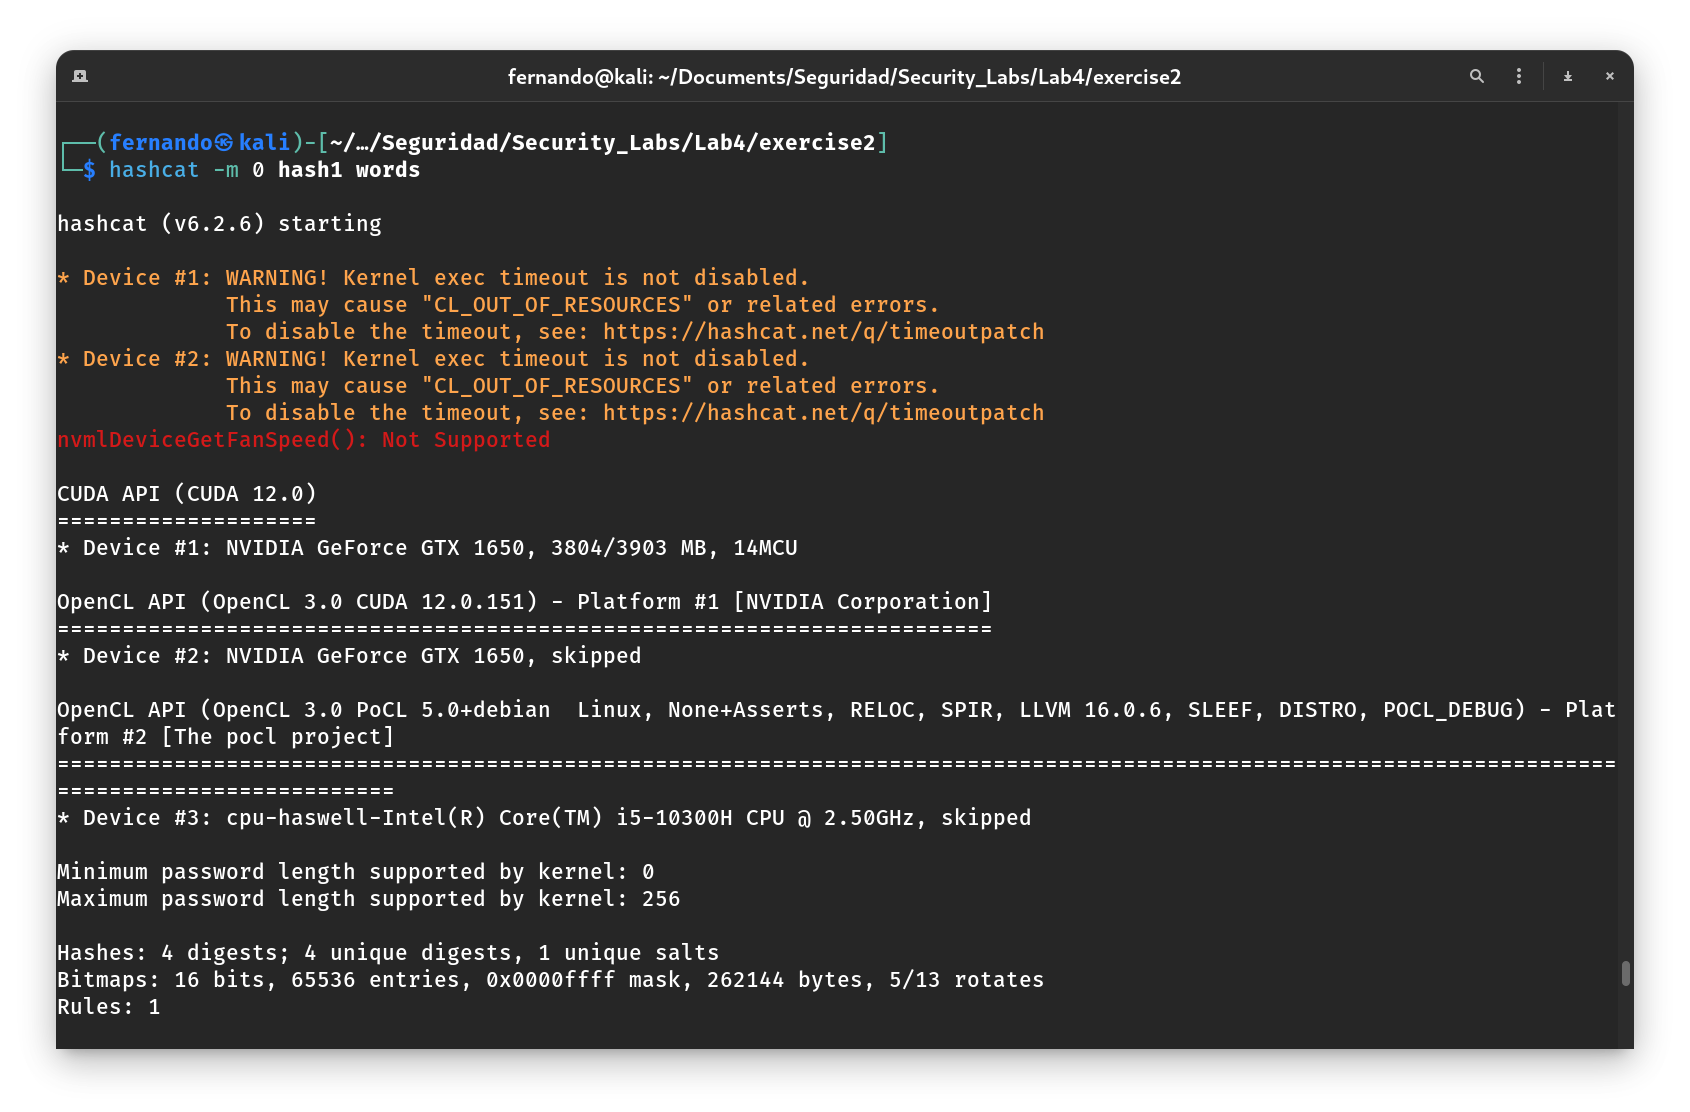 fernando@kali: ~/Documents/Seguridad/Security_Labs/Lab4/exercise2
┌──(fernando㉿kali)-[~/…/Seguridad/Security_Labs/Lab4/exercise2]
└─$ hashcat -m 0 hash1 words
hashcat (v6.2.6) starting
* Device #1: WARNING! Kernel exec timeout is not disabled.
This may cause "CL_OUT_OF_RESOURCES" or related errors.
To disable the timeout, see: https://hashcat.net/q/timeoutpatch
* Device #2: WARNING! Kernel exec timeout is not disabled.
This may cause "CL_OUT_OF_RESOURCES" or related errors.
To disable the timeout, see: https://hashcat.net/q/timeoutpatch
nvmlDeviceGetFanSpeed(): Not Supported
CUDA API (CUDA 12.0)
====================
* Device #1: NVIDIA GeForce GTX 1650, 3804/3903 MB, 14MCU
OpenCL API (OpenCL 3.0 CUDA 12.0.151) - Platform #1 [NVIDIA Corporation]
========================================================================
* Device #2: NVIDIA GeForce GTX 1650, skipped
OpenCL API (OpenCL 3.0 PoCL 5.0+debian  Linux, None+Asserts, RELOC, SPIR, LLVM 16.0.6, SLEEF, DISTRO, POCL_DEBUG) - Plat
form #2 [The pocl project]
========================================================================================================================
==========================
* Device #3: cpu-haswell-Intel(R) Core(TM) i5-10300H CPU @ 2.50GHz, skipped
Minimum password length supported by kernel: 0
Maximum password length supported by kernel: 256
Hashes: 4 digests; 4 unique digests, 1 unique salts
Bitmaps: 16 bits, 65536 entries, 0x0000ffff mask, 262144 bytes, 5/13 rotates
Rules: 1